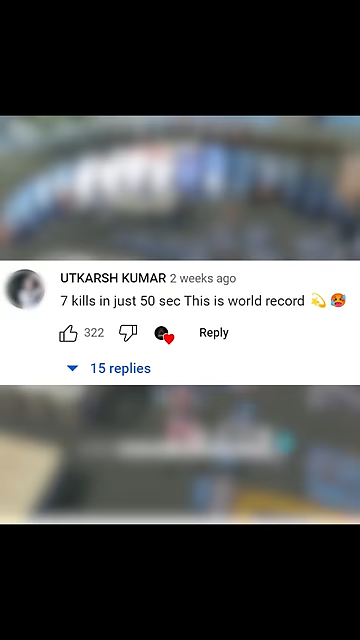 UTKARSH KUMAR 2 weeks ago
7 kills in just 50 sec This is world record 💫 🥵
322 Reply
15 replies